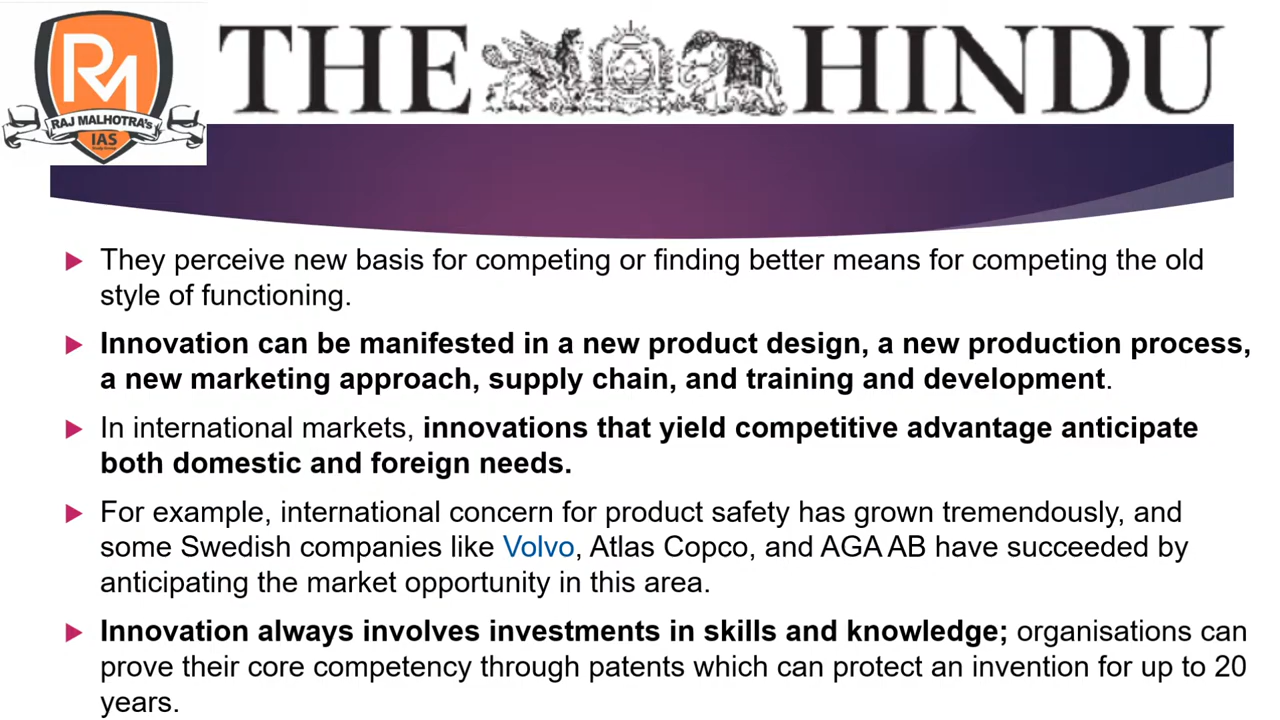 RM
RAJ MALHOTRA's
IAS
Study Group
THE HINDU
They perceive new basis for competing or finding better means for competing the old
style of functioning.
Innovation can be manifested in a new product design, a new production process,
a new marketing approach, supply chain, and training and development.
In international markets, innovations that yield competitive advantage anticipate
both domestic and foreign needs.
For example, international concern for product safety has grown tremendously, and
some Swedish companies like Volvo, Atlas Copco, and AGA AB have succeeded by
anticipating the market opportunity in this area.
Innovation always involves investments in skills and knowledge; organisations can
prove their core competency through patents which can protect an invention for up to 20
years.